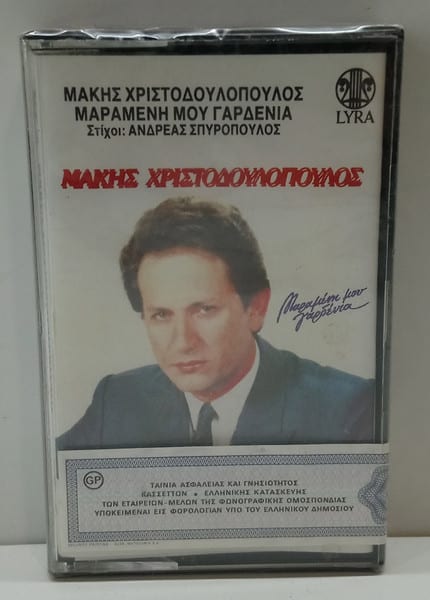 ΜΑΚΗΣ ΧΡΙΣΤΟΔΟΥΛΟΠΟΥΛΟΣ
ΜΑΡΑΜΕΝΗ ΜΟΥ ΓΑΡΔΕΝΙΑ
Στίχοι: ΑΝΔΡΕΑΣ ΣΠΥΡΟΠΟΥΛΟΣ
LYRA
ΜΑΚΗΣ ΧΡΙΣΤΟΔΟΥΛΟΠΟΥΛΟΣ
Μαραμένη μου
γαρδένια
GP
ΤΑΙΝΙΑ ΑΣΦΑΛΕΙΑΣ ΚΑΙ ΓΝΗΣΙΟΤΗΤΟΣ
ΚΑΣΣΕΤΤΩΝ • ΕΛΛΗΝΙΚΗΣ ΚΑΤΑΣΚΕΥΗΣ
ΤΩΝ ΕΤΑΙΡΕΙΩΝ-ΜΕΛΩΝ ΤΗΣ ΦΩΝΟΓΡΑΦΙΚΗΣ ΟΜΟΣΠΟΝΔΙΑΣ
ΥΠΟΚΕΙΜΕΝΑΙ ΕΙΣ ΦΟΡΟΛΟΓΙΑΝ ΥΠΟ ΤΟΥ ΕΛΛΗΝΙΚΟΥ ΔΗΜΟΣΙΟΥ